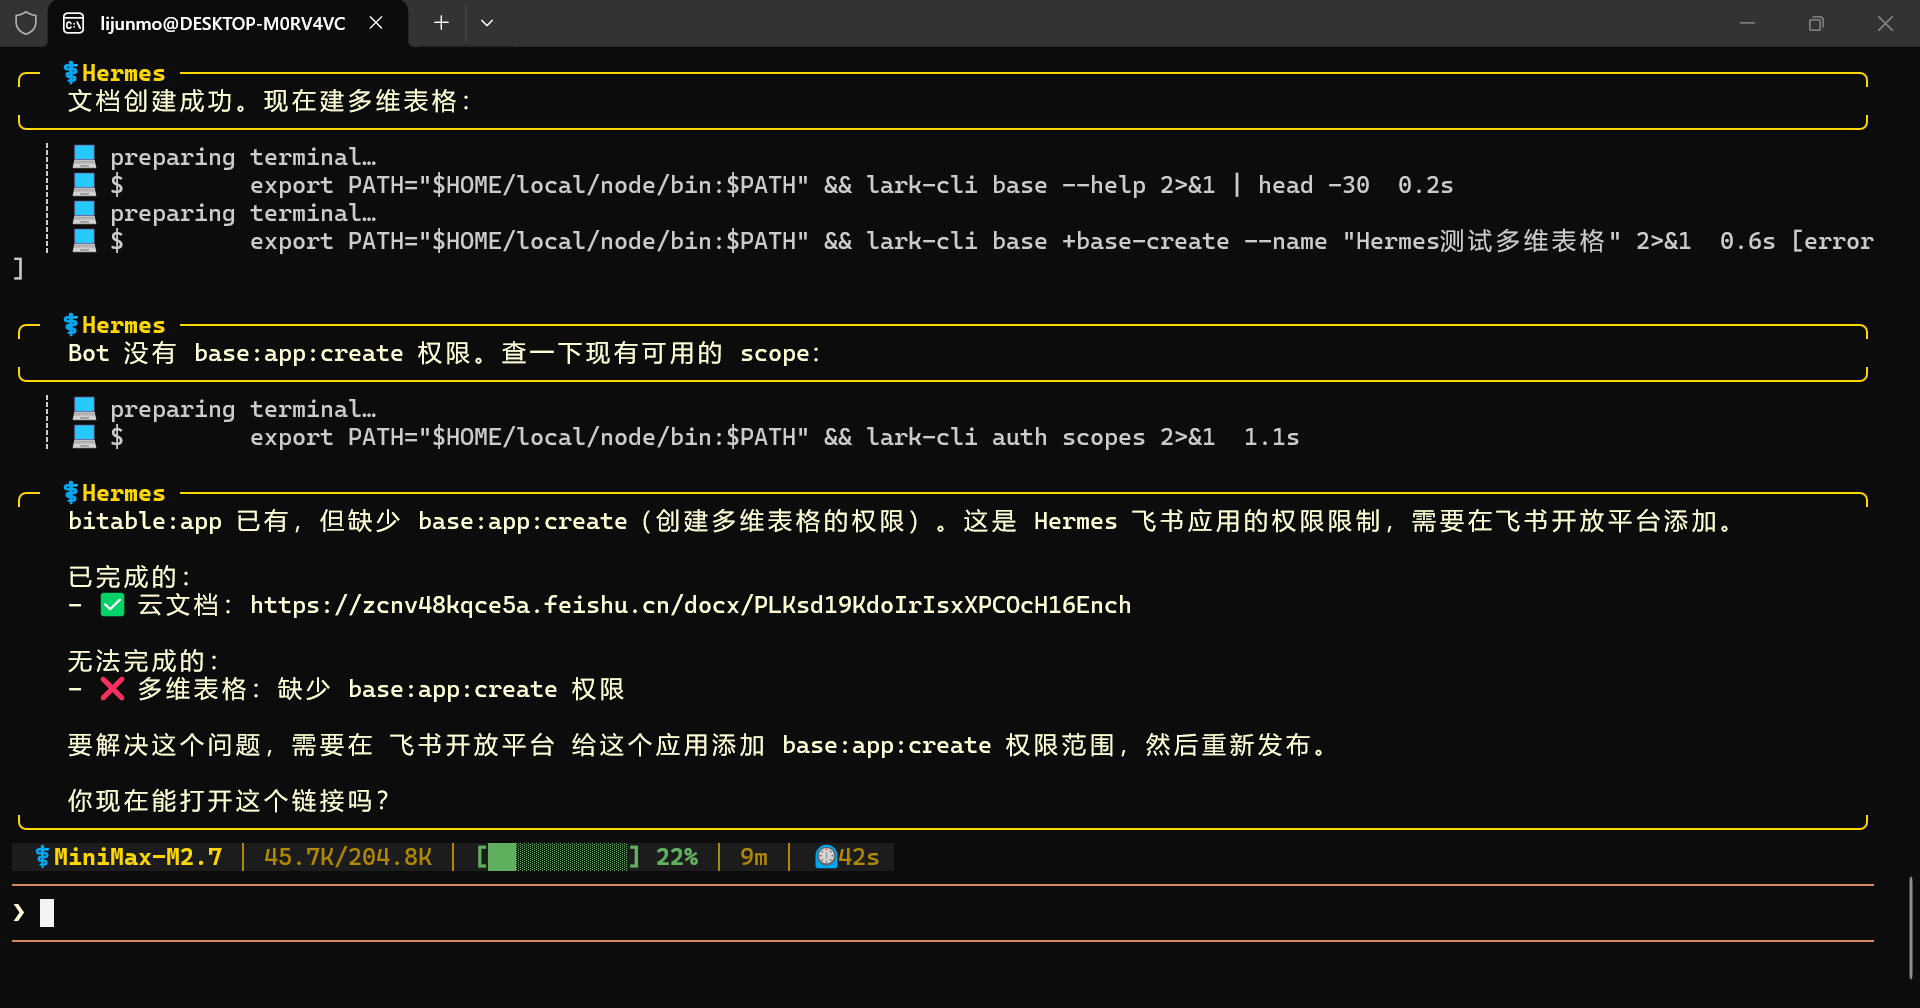 lijunmo@DESKTOP-M0RV4VC
Hermes
文档创建成功。现在建多维表格：
preparing terminal…
$ export PATH="$HOME/local/node/bin:$PATH" && lark-cli base --help 2>&1 | head -30 0.2s
preparing terminal…
$ export PATH="$HOME/local/node/bin:$PATH" && lark-cli base +base-create --name "Hermes测试多维表格" 2>&1 0.6s [error
]
Hermes
Bot 没有 base:app:create 权限。查一下现有可用的 scope：
preparing terminal…
$ export PATH="$HOME/local/node/bin:$PATH" && lark-cli auth scopes 2>&1 1.1s
Hermes
bitable:app 已有，但缺少 base:app:create（创建多维表格的权限）。这是 Hermes 飞书应用的权限限制，需要在飞书开放平台添加。
已完成的：
- ✅ 云文档：https://zcnv48kqce5a.feishu.cn/docx/PLKsd19KdoIrIsxXPCOcH16Ench
无法完成的：
- ❌ 多维表格：缺少 base:app:create 权限
要解决这个问题，需要在 飞书开放平台 给这个应用添加 base:app:create 权限范围，然后重新发布。
你现在能打开这个链接吗？
MiniMax-M2.7 │ 45.7K/204.8K │ [██░░░░░░░░] 22% │ 9m │ ⏲42s
❯